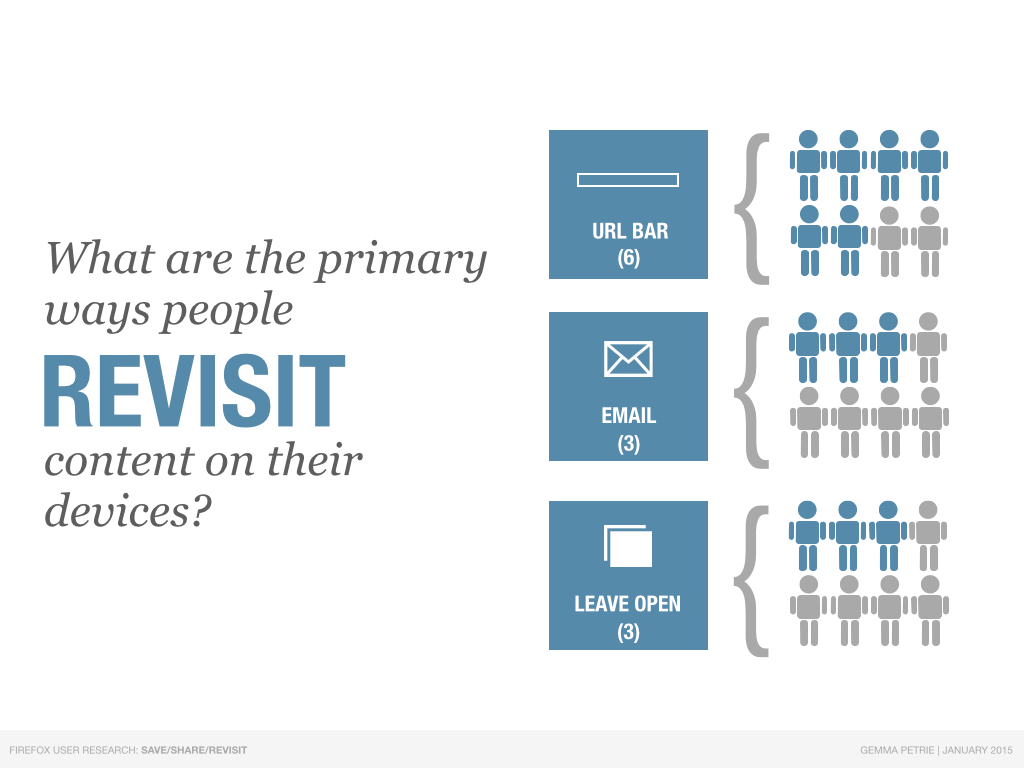 What are the primary
ways people
REVISIT
content on their
devices?
URL BAR
(6)
EMAIL
(3)
LEAVE OPEN
(3)
FIREFOX USER RESEARCH: SAVE/SHARE/REVISIT
GEMMA PETRIE | JANUARY 2015